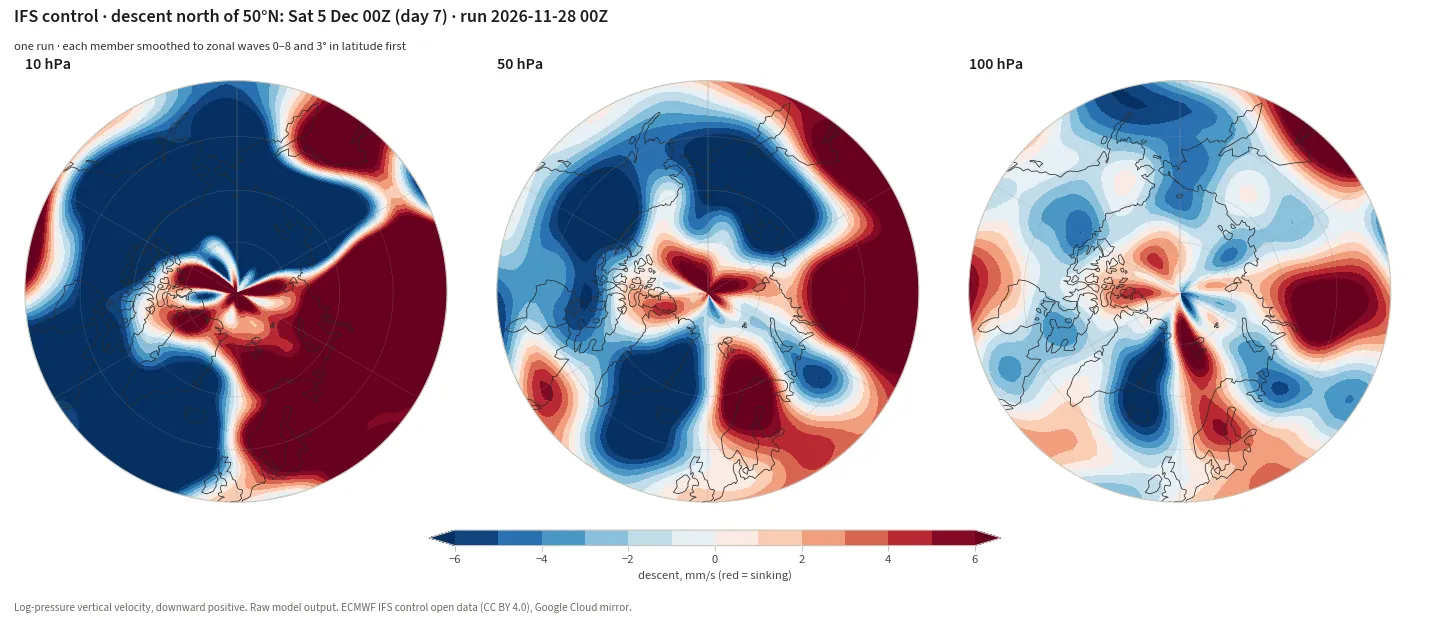 IFS control · descent north of 50°N: Sat 5 Dec 00Z (day 7) · run 2026-11-28 00Z
one run · each member smoothed to zonal waves 0–8 and 3° in latitude first
10 hPa
50 hPa
100 hPa
−6
−4
−2
0
2
4
6
descent, mm/s (red = sinking)
Log-pressure vertical velocity, downward positive. Raw model output. ECMWF IFS control open data (CC BY 4.0), Google Cloud mirror.